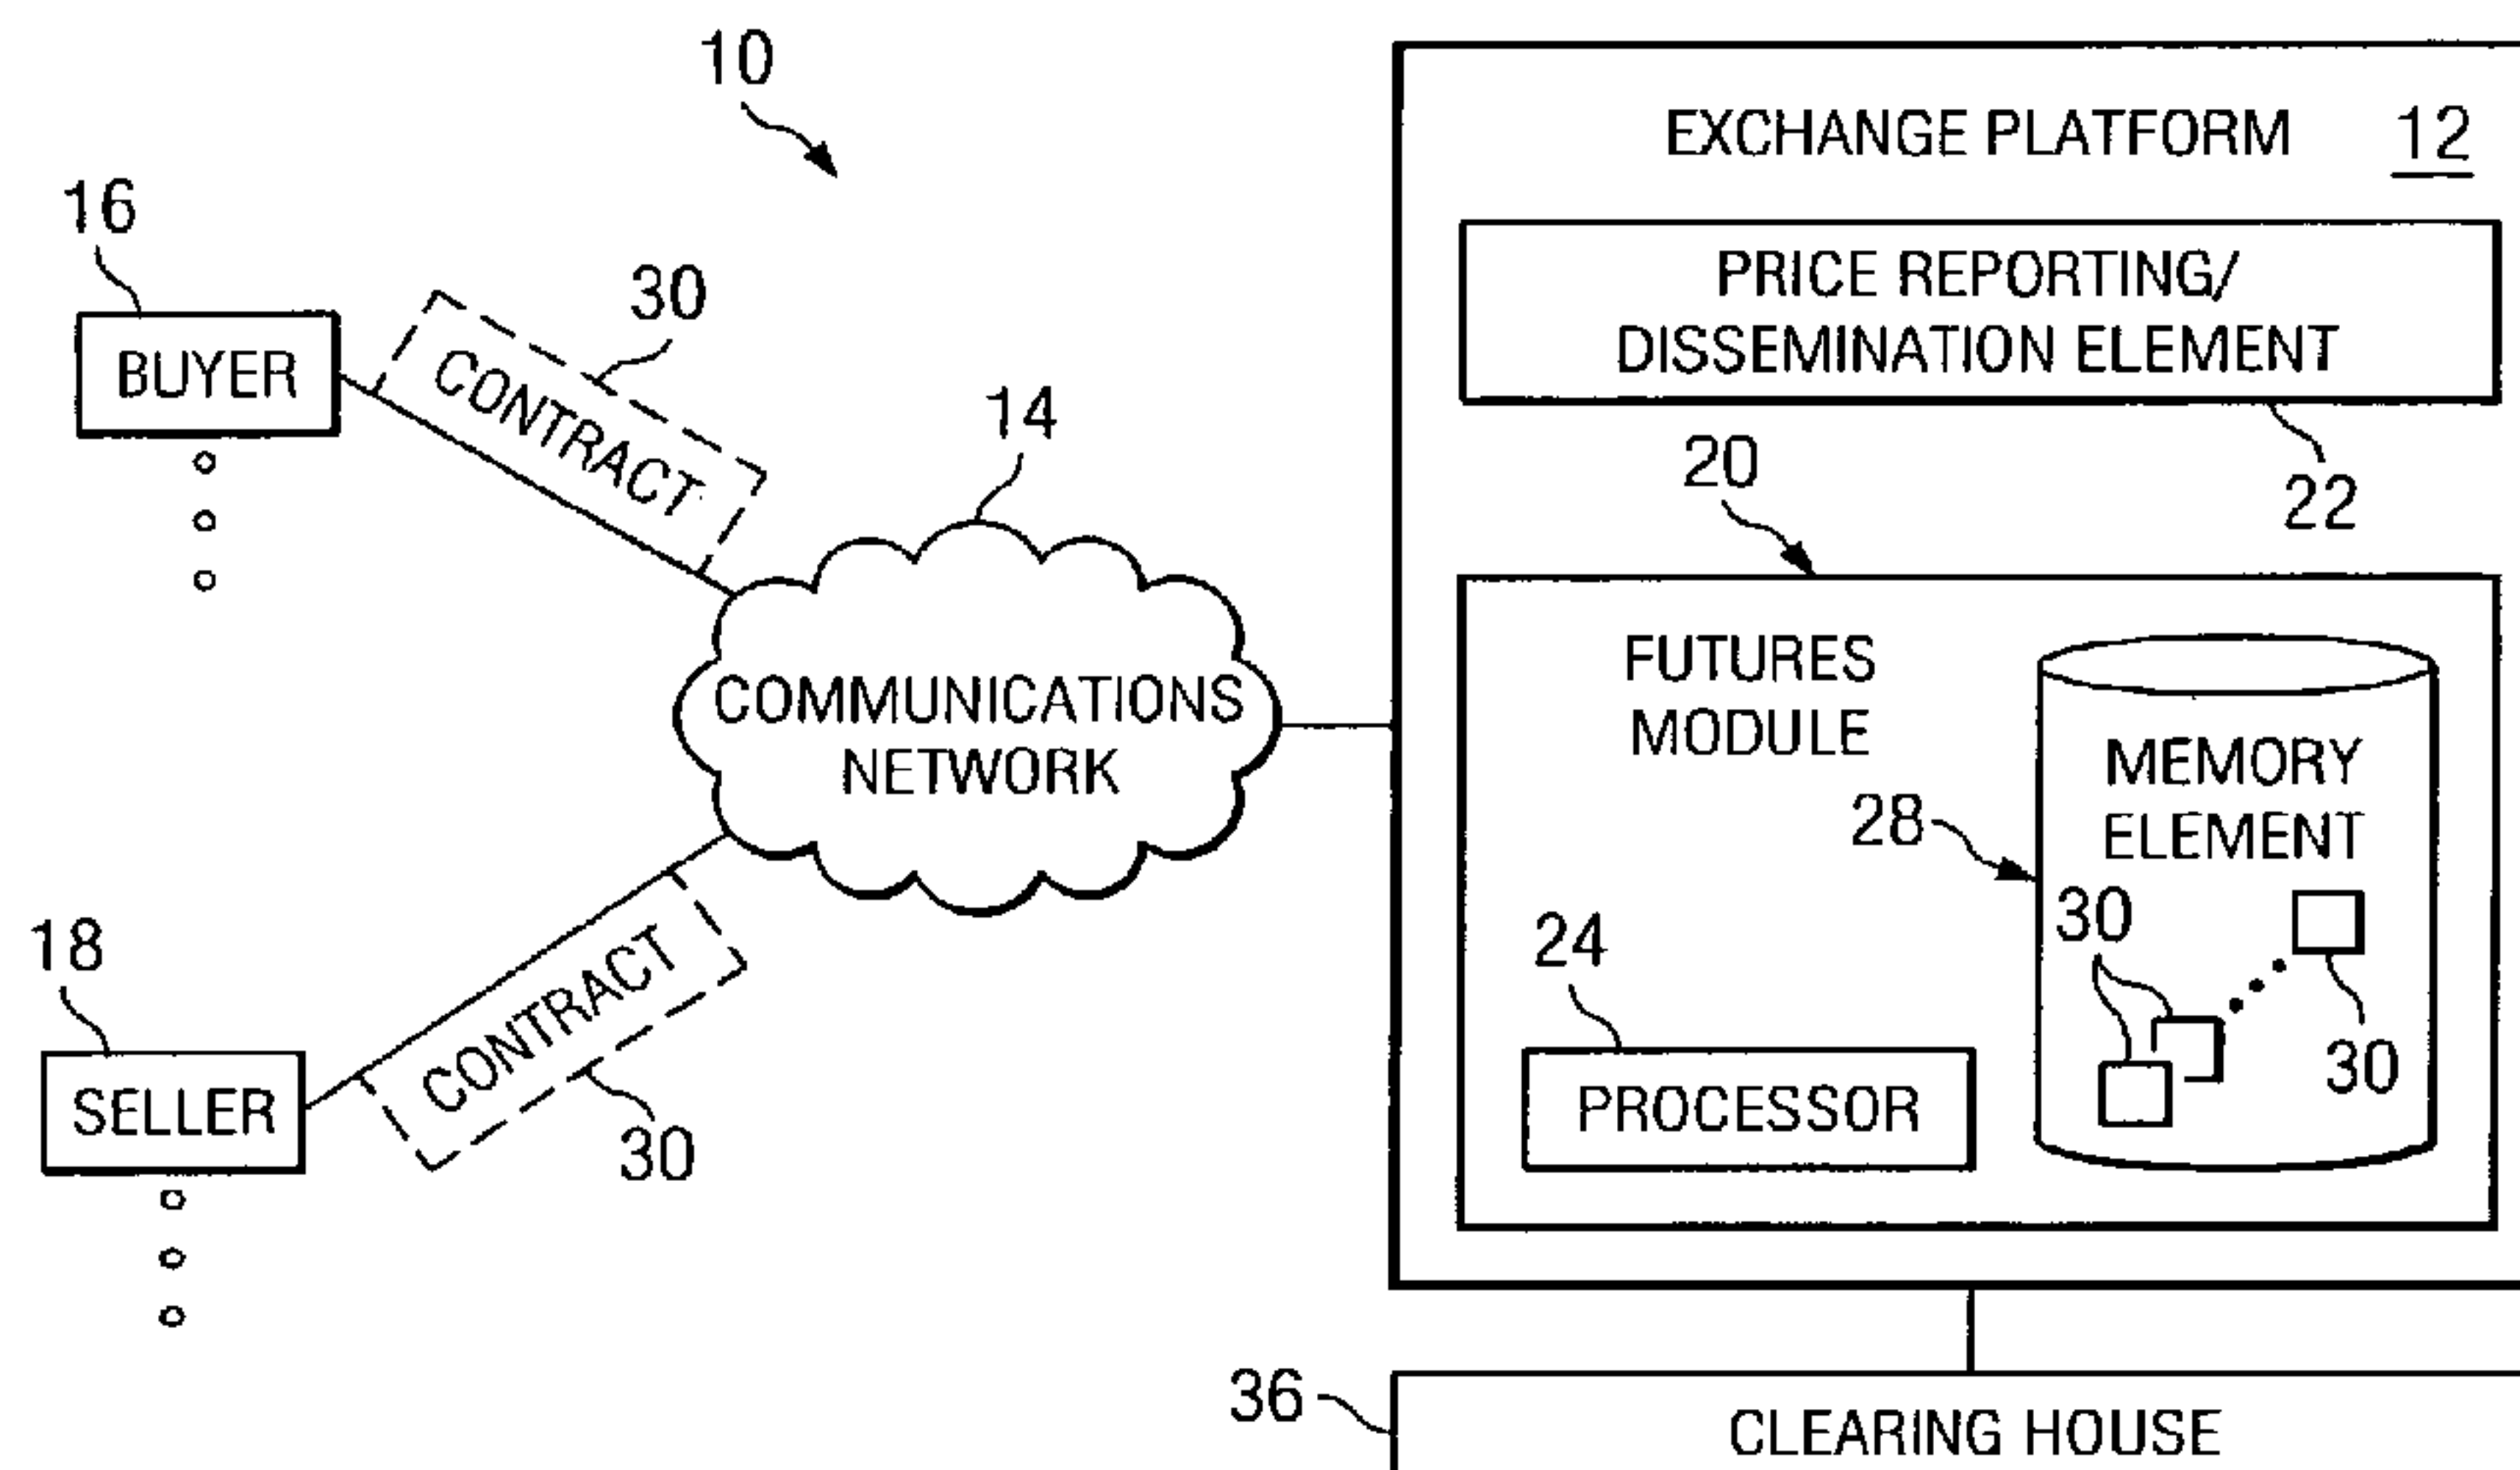 10
EXCHANGE PLATFORM 12
16
PRICE REPORTING/
DISSEMINATION ELEMENT
30
BUYER
CONTRACT
14
20
22
FUTURES
MODULE
COMMUNICATIONS
NETWORK
MEMORY
ELEMENT
28
30
24
30
PROCESSOR
18
CONTRACT
SELLER
30
36
CLEARING HOUSE